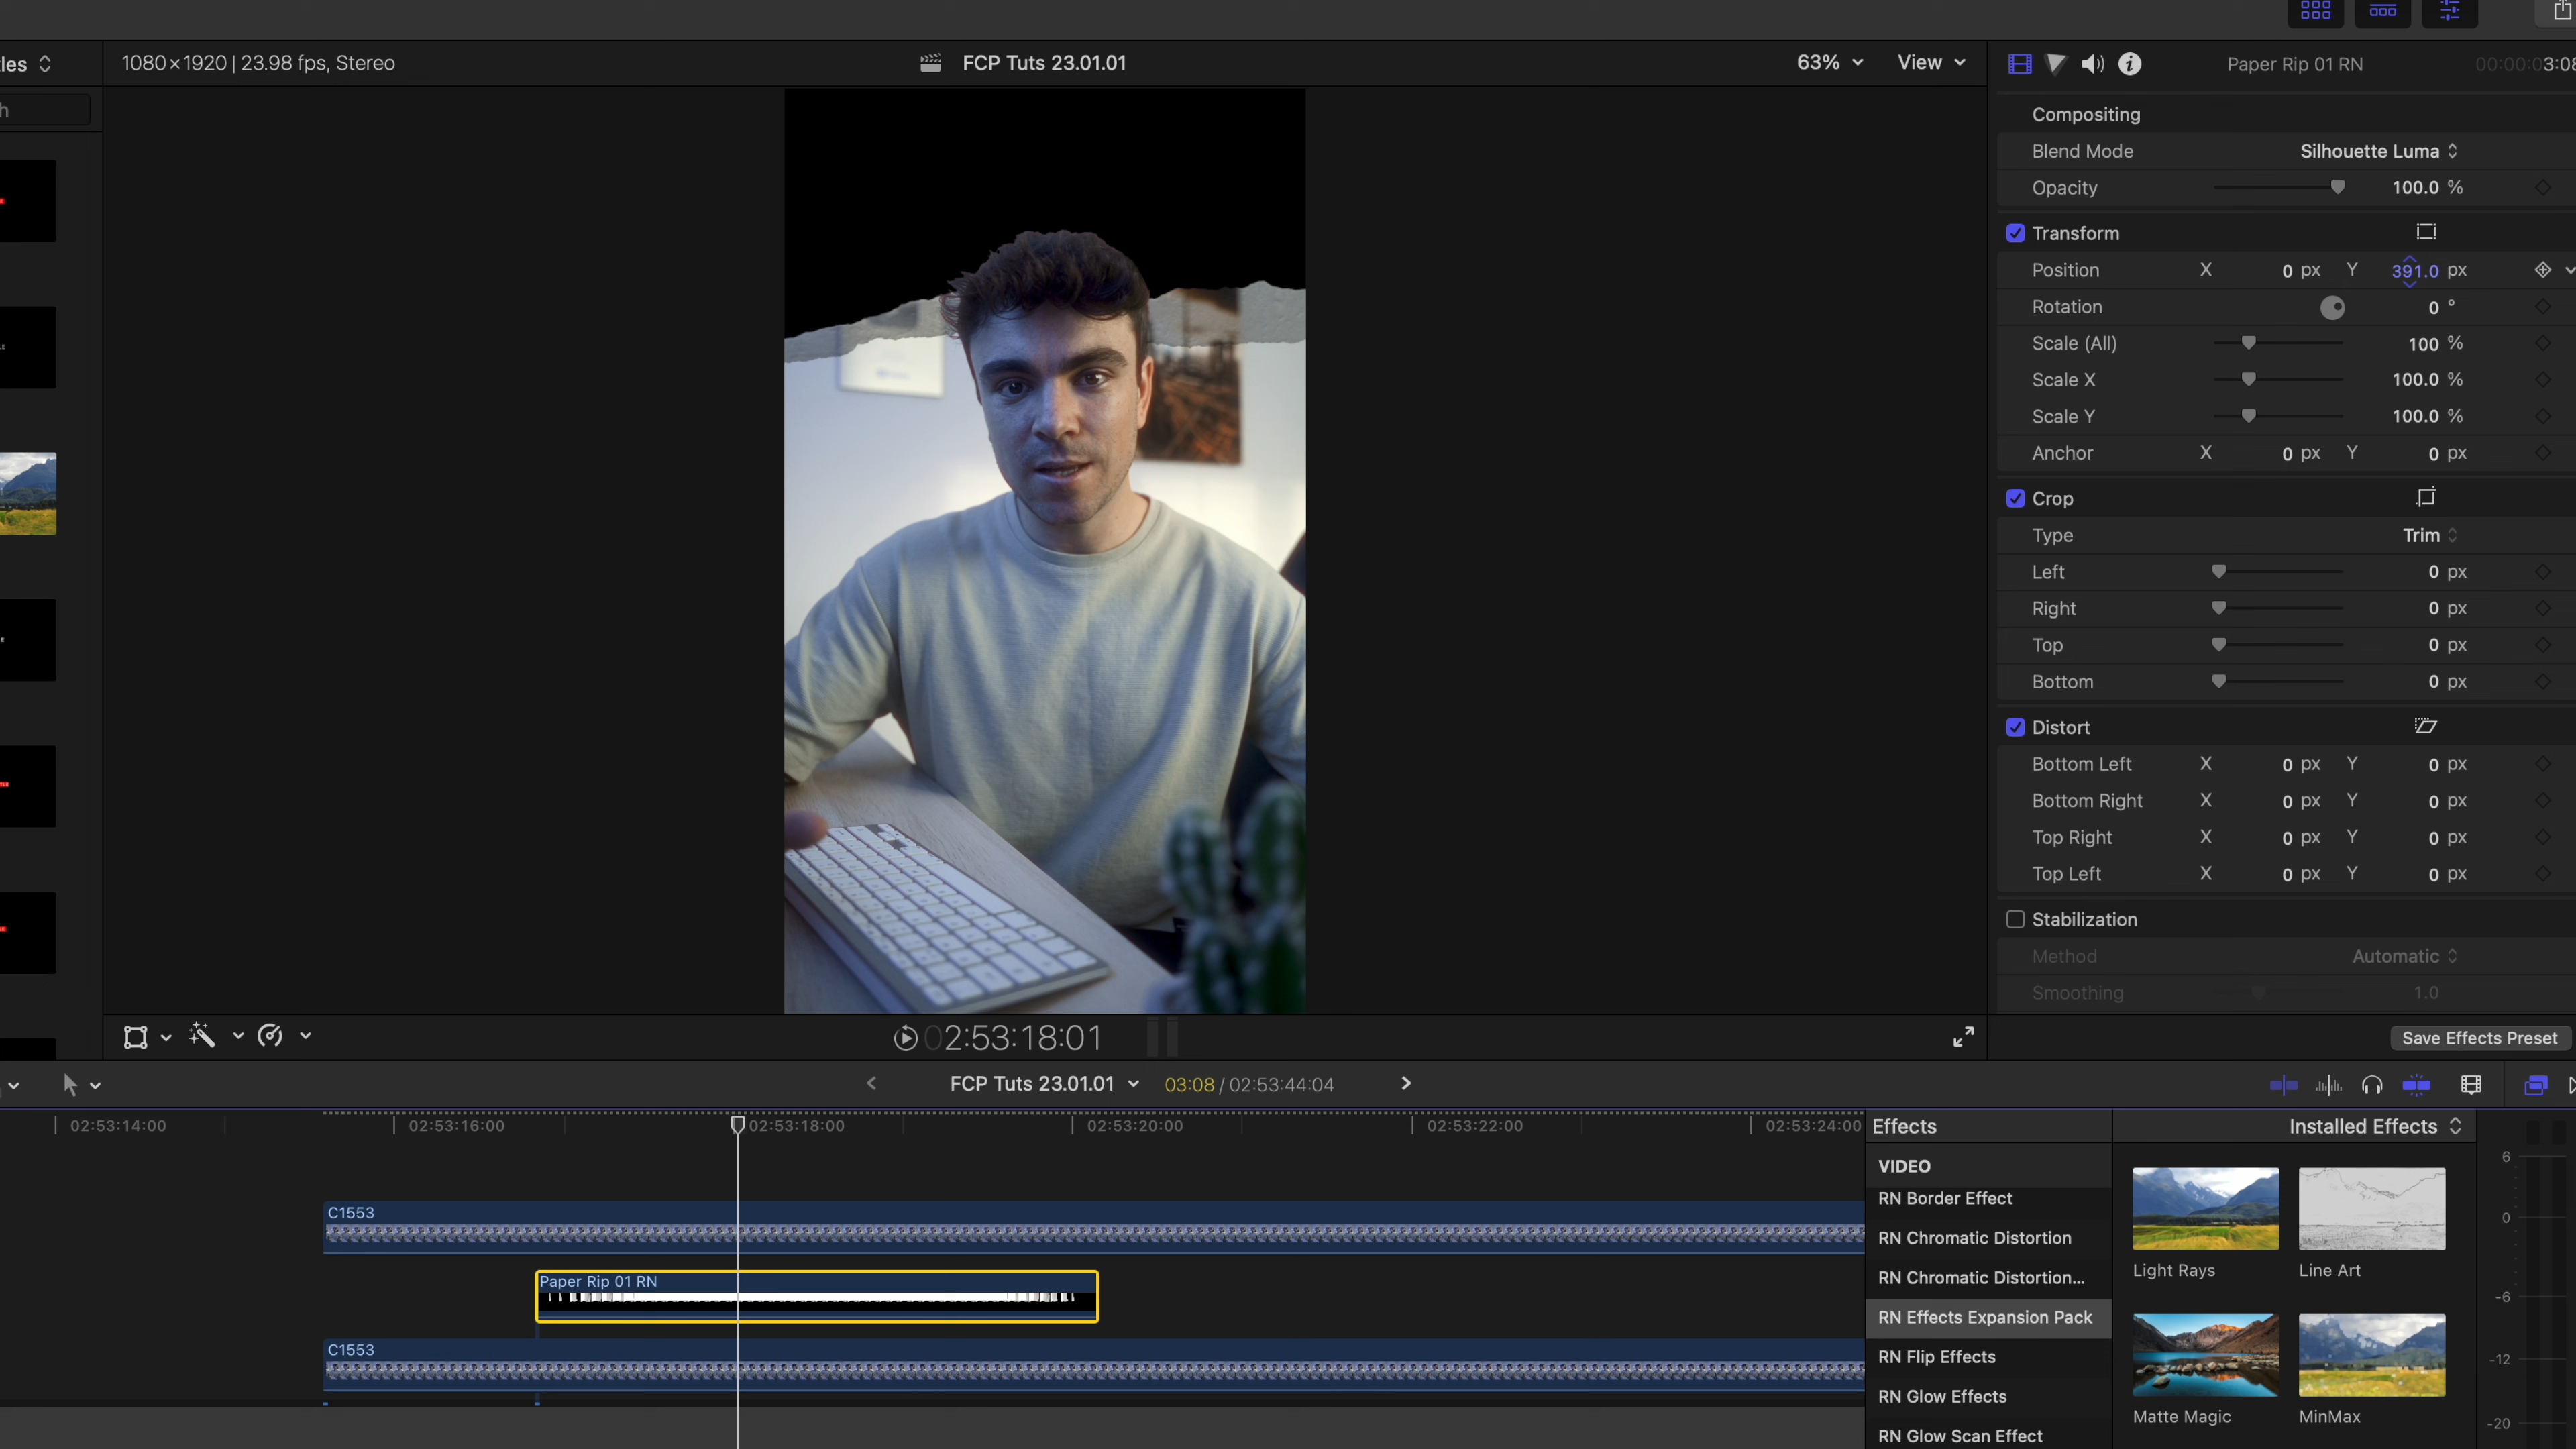 les
1080×1920 | 23.98 fps, Stereo
FCP Tuts 23.01.01
63%
View
Paper Rip 01 RN
00:00:03:08
h
Compositing
Blend Mode Silhouette Luma
Opacity 100.0 %
Transform
Position X 0 px Y 391.0 px
Rotation 0 °
Scale (All) 100 %
Scale X 100.0 %
Scale Y 100.0 %
Anchor X 0 px Y 0 px
Crop
Type Trim
Left 0 px
Right 0 px
Top 0 px
Bottom 0 px
Distort
Bottom Left X 0 px Y 0 px
Bottom Right X 0 px Y 0 px
Top Right X 0 px Y 0 px
Top Left X 0 px Y 0 px
Stabilization
Method Automatic
Smoothing 1.0
02:53:18:01
Save Effects Preset
FCP Tuts 23.01.01 03:08 / 02:53:44:04
02:53:14:00 02:53:16:00 02:53:18:00 02:53:20:00 02:53:22:00 02:53:24:00
C1553
Paper Rip 01 RN
C1553
Effects
Installed Effects
VIDEO
RN Border Effect
RN Chromatic Distortion
RN Chromatic Distortion...
RN Effects Expansion Pack
RN Flip Effects
RN Glow Effects
RN Glow Scan Effect
Light Rays
Line Art
Matte Magic
MinMax
6
0
-6
-12
-20